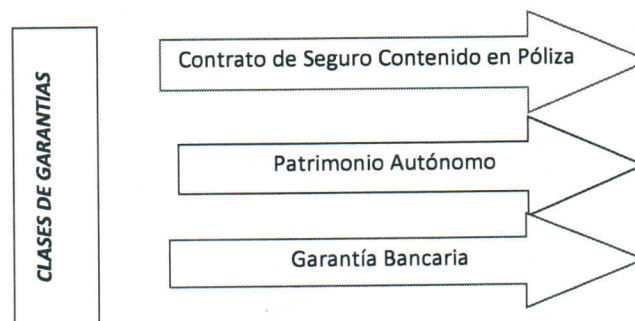 CLASES DE GARANTIAS
Contrato de Seguro Contenido en Póliza
Patrimonio Autónomo
Garantía Bancaria